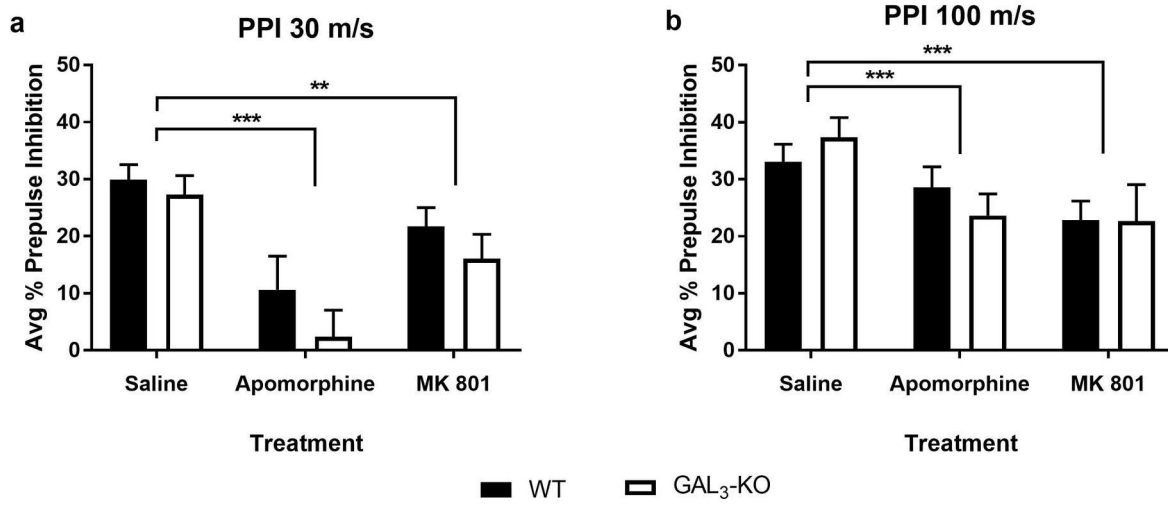 a
PPI 30 m/s
Avg % Prepulse Inhibition
50
40
30
20
10
0
**
***
Saline
Apomorphine
MK 801
Treatment
b
PPI 100 m/s
Avg % Prepulse Inhibition
50
40
30
20
10
0
***
***
Saline
Apomorphine
MK 801
Treatment
WT
GAL₃-KO